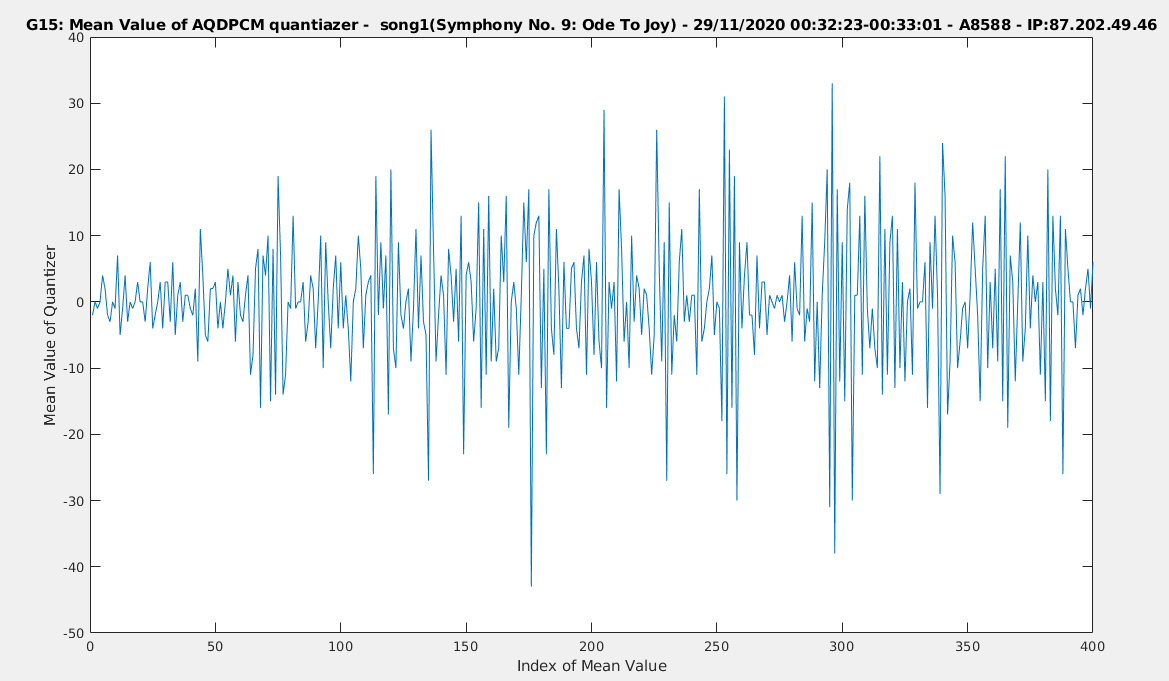 G15: Mean Value of AQDPCM quantiazer - song1(Symphony No. 9: Ode To Joy) - 29/11/2020 00:32:23-00:33:01 - A8588 - IP:87.202.49.46
40
30
20
10
0
-10
-20
-30
-40
-50
Mean Value of Quantizer
0 50 100 150 200 250 300 350 400
Index of Mean Value